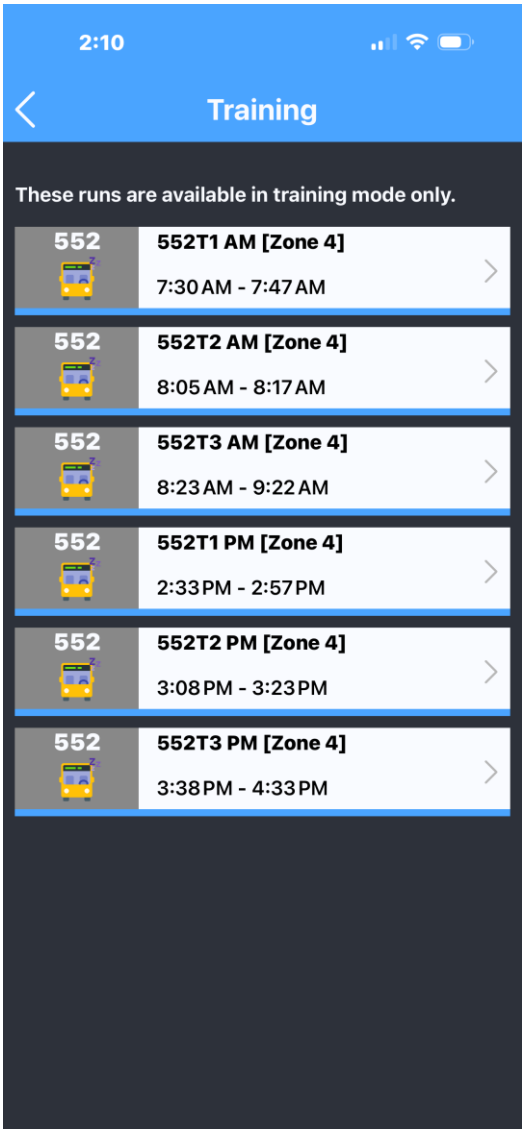 2:10
Training
These runs are available in training mode only.
552
552T1 AM [Zone 4]
7:30 AM - 7:47 AM
552
552T2 AM [Zone 4]
8:05 AM - 8:17 AM
552
552T3 AM [Zone 4]
8:23 AM - 9:22 AM
552
552T1 PM [Zone 4]
2:33 PM - 2:57 PM
552
552T2 PM [Zone 4]
3:08 PM - 3:23 PM
552
552T3 PM [Zone 4]
3:38 PM - 4:33 PM